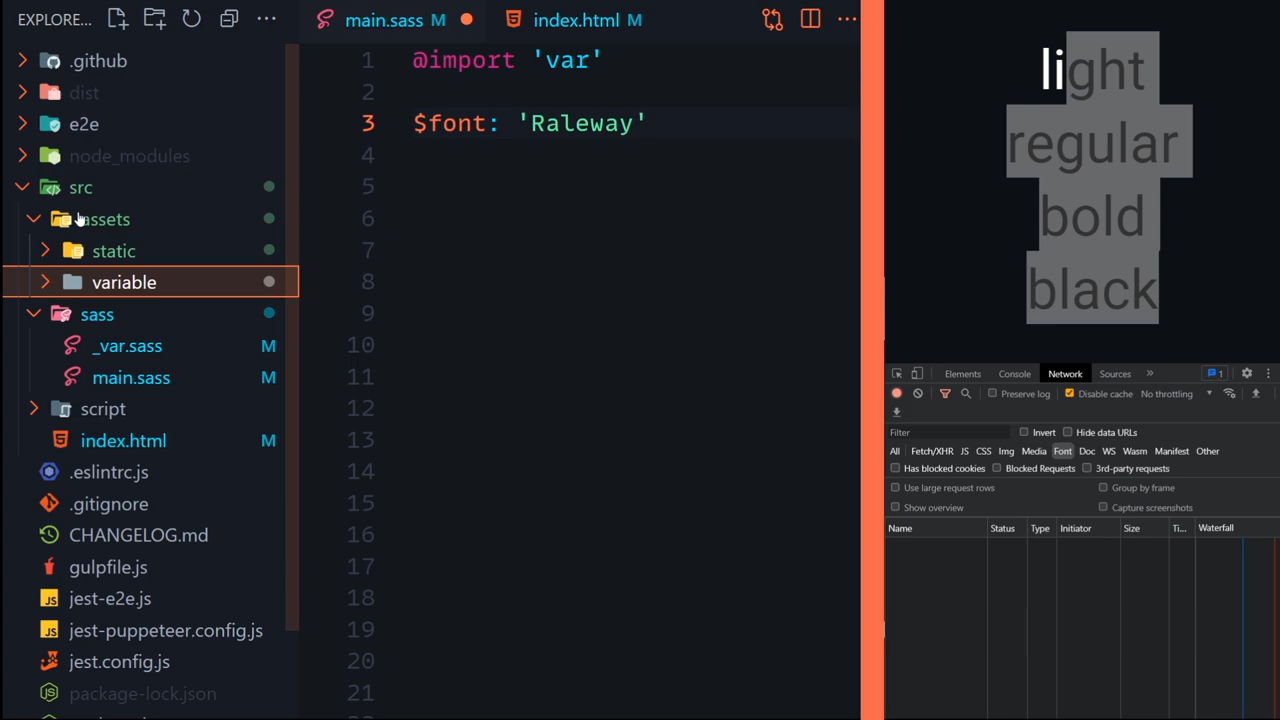 EXPLORE...
.github
dist
e2e
node_modules
src
assets
static
variable
sass
_var.sass M
main.sass M
script
index.html M
.eslintrc.js
.gitignore
CHANGELOG.md
gulpfile.js
jest-e2e.js
jest-puppeteer.config.js
jest.config.js
package-lock.json
main.sass M
index.html M
1 @import 'var'
2
3 $font: 'Raleway'
4
5
6
7
8
9
10
11
12
13
14
15
16
17
18
19
20
21
light
regular
bold
black
Elements Console Network Sources » 1
Preserve log Disable cache No throttling
Filter Invert Hide data URLs
All Fetch/XHR JS CSS Img Media Font Doc WS Wasm Manifest Other
Has blocked cookies Blocked Requests 3rd-party requests
Use large request rows Group by frame
Show overview Capture screenshots
Name Status Type Initiator Size Ti... Waterfall